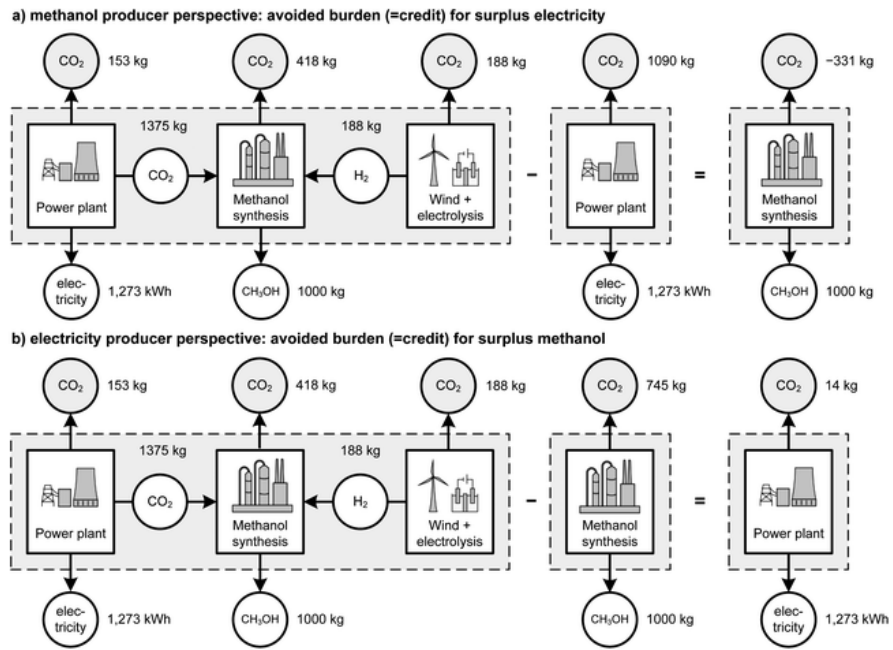 a) methanol producer perspective: avoided burden (=credit) for surplus electricity
CO₂ 153 kg CO₂ 418 kg CO₂ 188 kg CO₂ 1090 kg CO₂ −331 kg
1375 kg 188 kg
CO₂ H₂ − =
Power plant Methanol synthesis Wind + electrolysis Power plant Methanol synthesis
elec-tricity 1,273 kWh CH₃OH 1000 kg elec-tricity 1,273 kWh CH₃OH 1000 kg
b) electricity producer perspective: avoided burden (=credit) for surplus methanol
CO₂ 153 kg CO₂ 418 kg CO₂ 188 kg CO₂ 745 kg CO₂ 14 kg
1375 kg 188 kg
CO₂ H₂ − =
Power plant Methanol synthesis Wind + electrolysis Methanol synthesis Power plant
elec-tricity 1,273 kWh CH₃OH 1000 kg CH₃OH 1000 kg elec-tricity 1,273 kWh